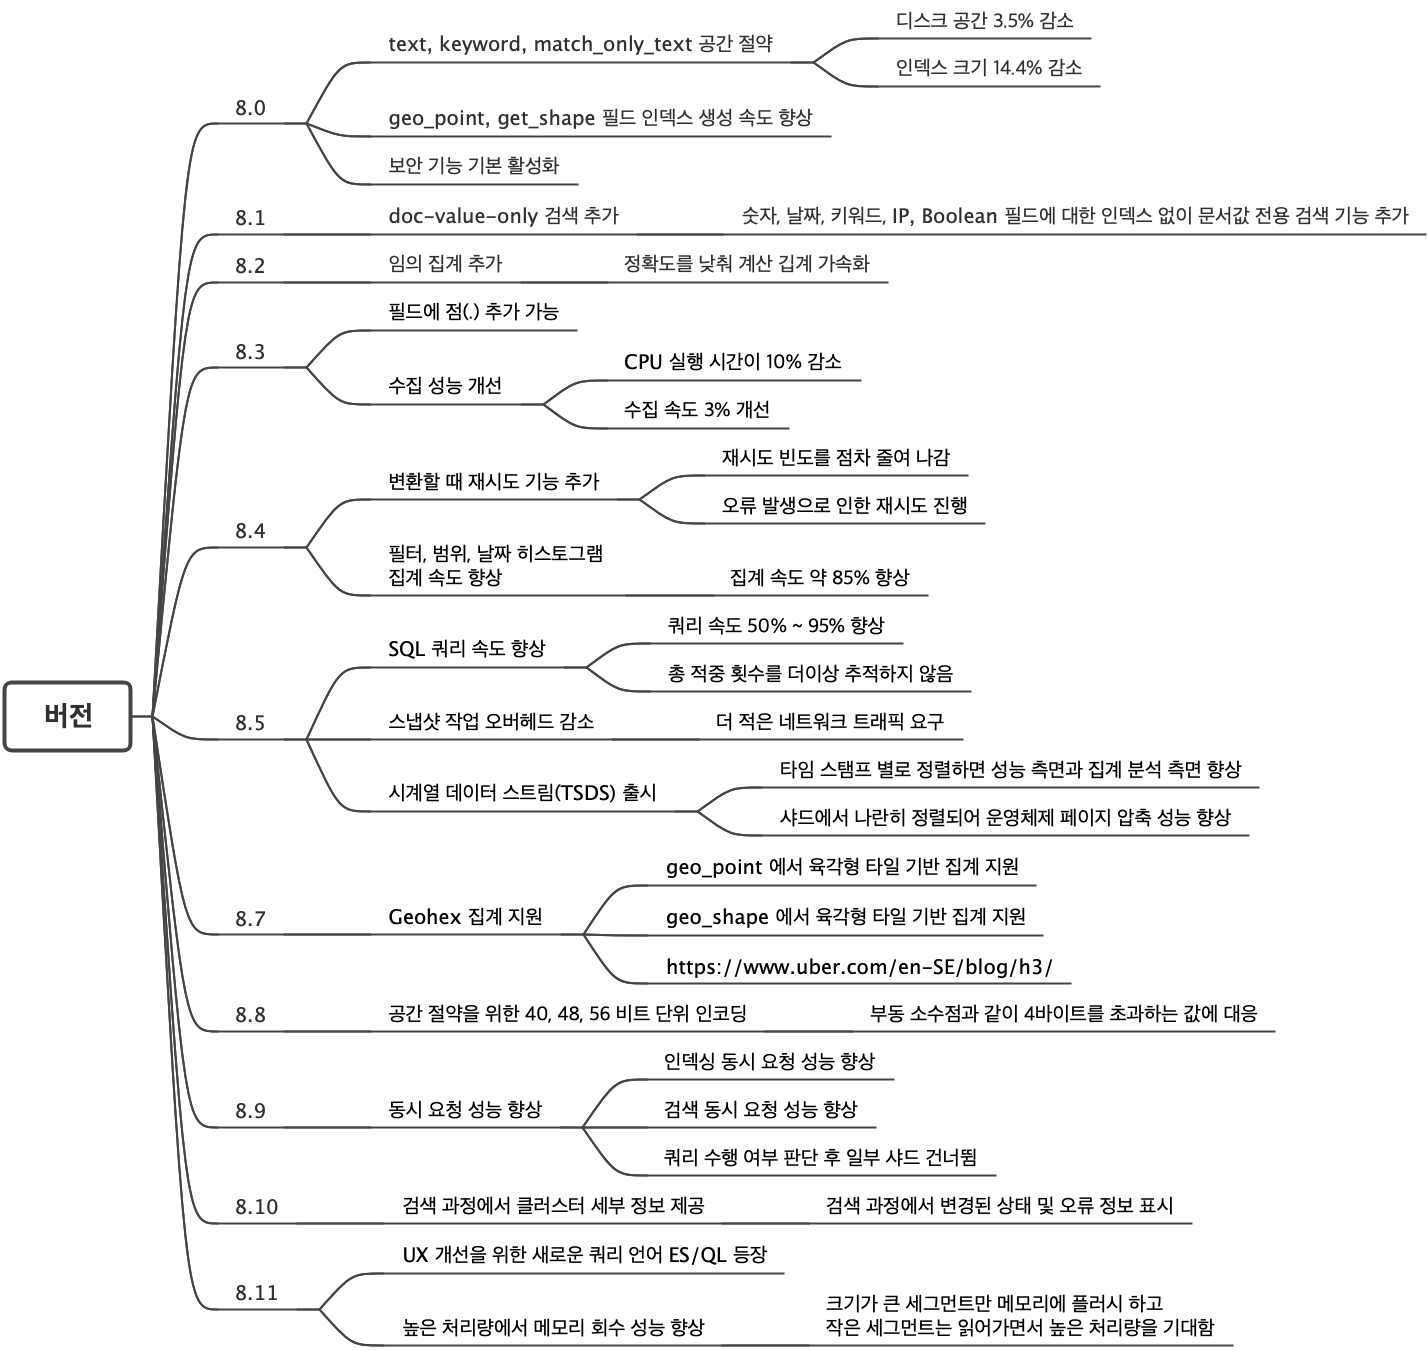 버전
8.0
text, keyword, match_only_text 공간 절약
디스크 공간 3.5% 감소
인덱스 크기 14.4% 감소
geo_point, get_shape 필드 인덱스 생성 속도 향상
보안 기능 기본 활성화
8.1
doc-value-only 검색 추가
숫자, 날짜, 키워드, IP, Boolean 필드에 대한 인덱스 없이 문서값 전용 검색 기능 추가
8.2
임의 집계 추가
정확도를 낮춰 계산 깁계 가속화
8.3
필드에 점(.) 추가 가능
수집 성능 개선
CPU 실행 시간이 10% 감소
수집 속도 3% 개선
8.4
변환할 때 재시도 기능 추가
재시도 빈도를 점차 줄여 나감
오류 발생으로 인한 재시도 진행
필터, 범위, 날짜 히스토그램
집계 속도 향상
집계 속도 약 85% 향상
8.5
SQL 쿼리 속도 향상
쿼리 속도 50% ~ 95% 향상
총 적중 횟수를 더이상 추적하지 않음
스냅샷 작업 오버헤드 감소
더 적은 네트워크 트래픽 요구
시계열 데이터 스트림(TSDS) 출시
타임 스탬프 별로 정렬하면 성능 측면과 집계 분석 측면 향상
샤드에서 나란히 정렬되어 운영체제 페이지 압축 성능 향상
8.7
Geohex 집계 지원
geo_point 에서 육각형 타일 기반 집계 지원
geo_shape 에서 육각형 타일 기반 집계 지원
https://www.uber.com/en-SE/blog/h3/
8.8
공간 절약을 위한 40, 48, 56 비트 단위 인코딩
부동 소수점과 같이 4바이트를 초과하는 값에 대응
8.9
동시 요청 성능 향상
인덱싱 동시 요청 성능 향상
검색 동시 요청 성능 향상
쿼리 수행 여부 판단 후 일부 샤드 건너뜀
8.10
검색 과정에서 클러스터 세부 정보 제공
검색 과정에서 변경된 상태 및 오류 정보 표시
8.11
UX 개선을 위한 새로운 쿼리 언어 ES/QL 등장
높은 처리량에서 메모리 회수 성능 향상
크기가 큰 세그먼트만 메모리에 플러시 하고
작은 세그먼트는 읽어가면서 높은 처리량을 기대함